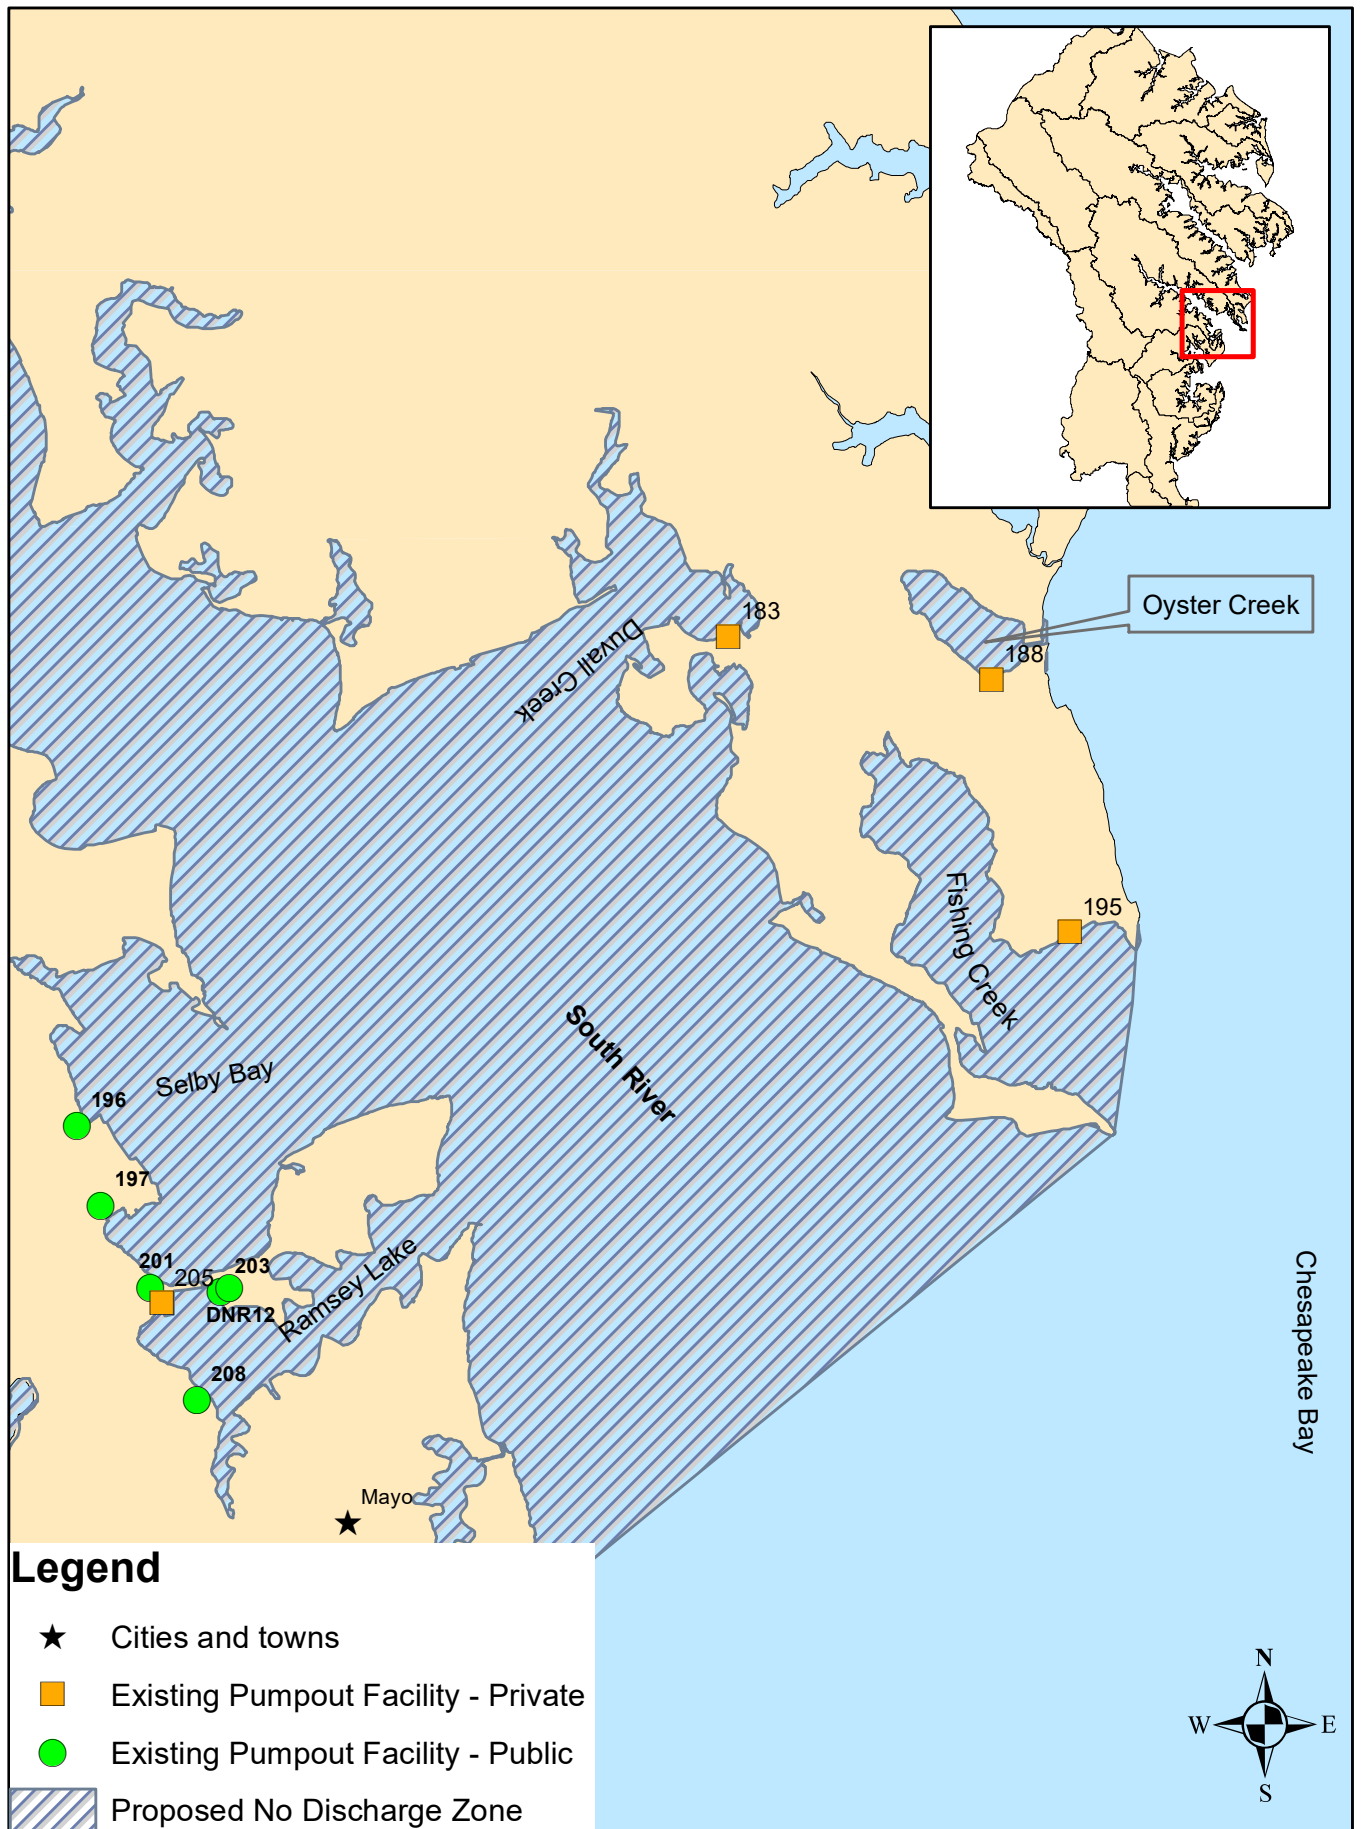 Oyster Creek
183
188
Duvall Creek
195
Fishing Creek
South River
Selby Bay
196
197
201
205
203
DNR12
Ramsey Lake
208
Chesapeake Bay
Mayo
Legend
Cities and towns
Existing Pumpout Facility - Private
Existing Pumpout Facility - Public
Proposed No Discharge Zone
N
W
E
S